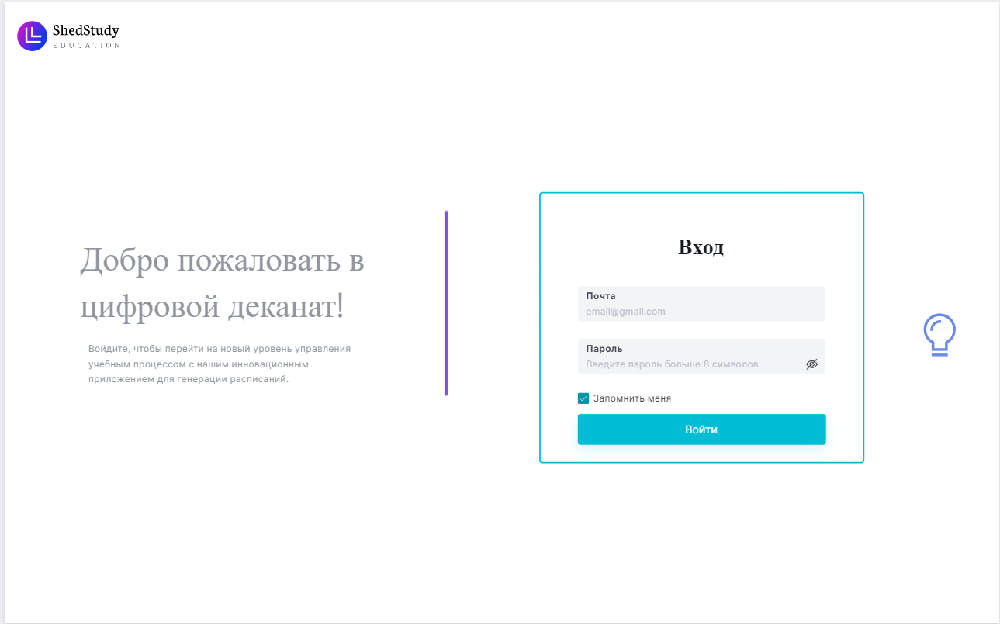 ShedStudy
EDUCATION
Добро пожаловать в
цифровой деканат!
Войдите, чтобы перейти на новый уровень управления
учебным процессом с нашим инновационным
приложением для генерации расписаний.
Вход
Почта
email@gmail.com
Пароль
Введите пароль больше 8 символов
Запомнить меня
Войти